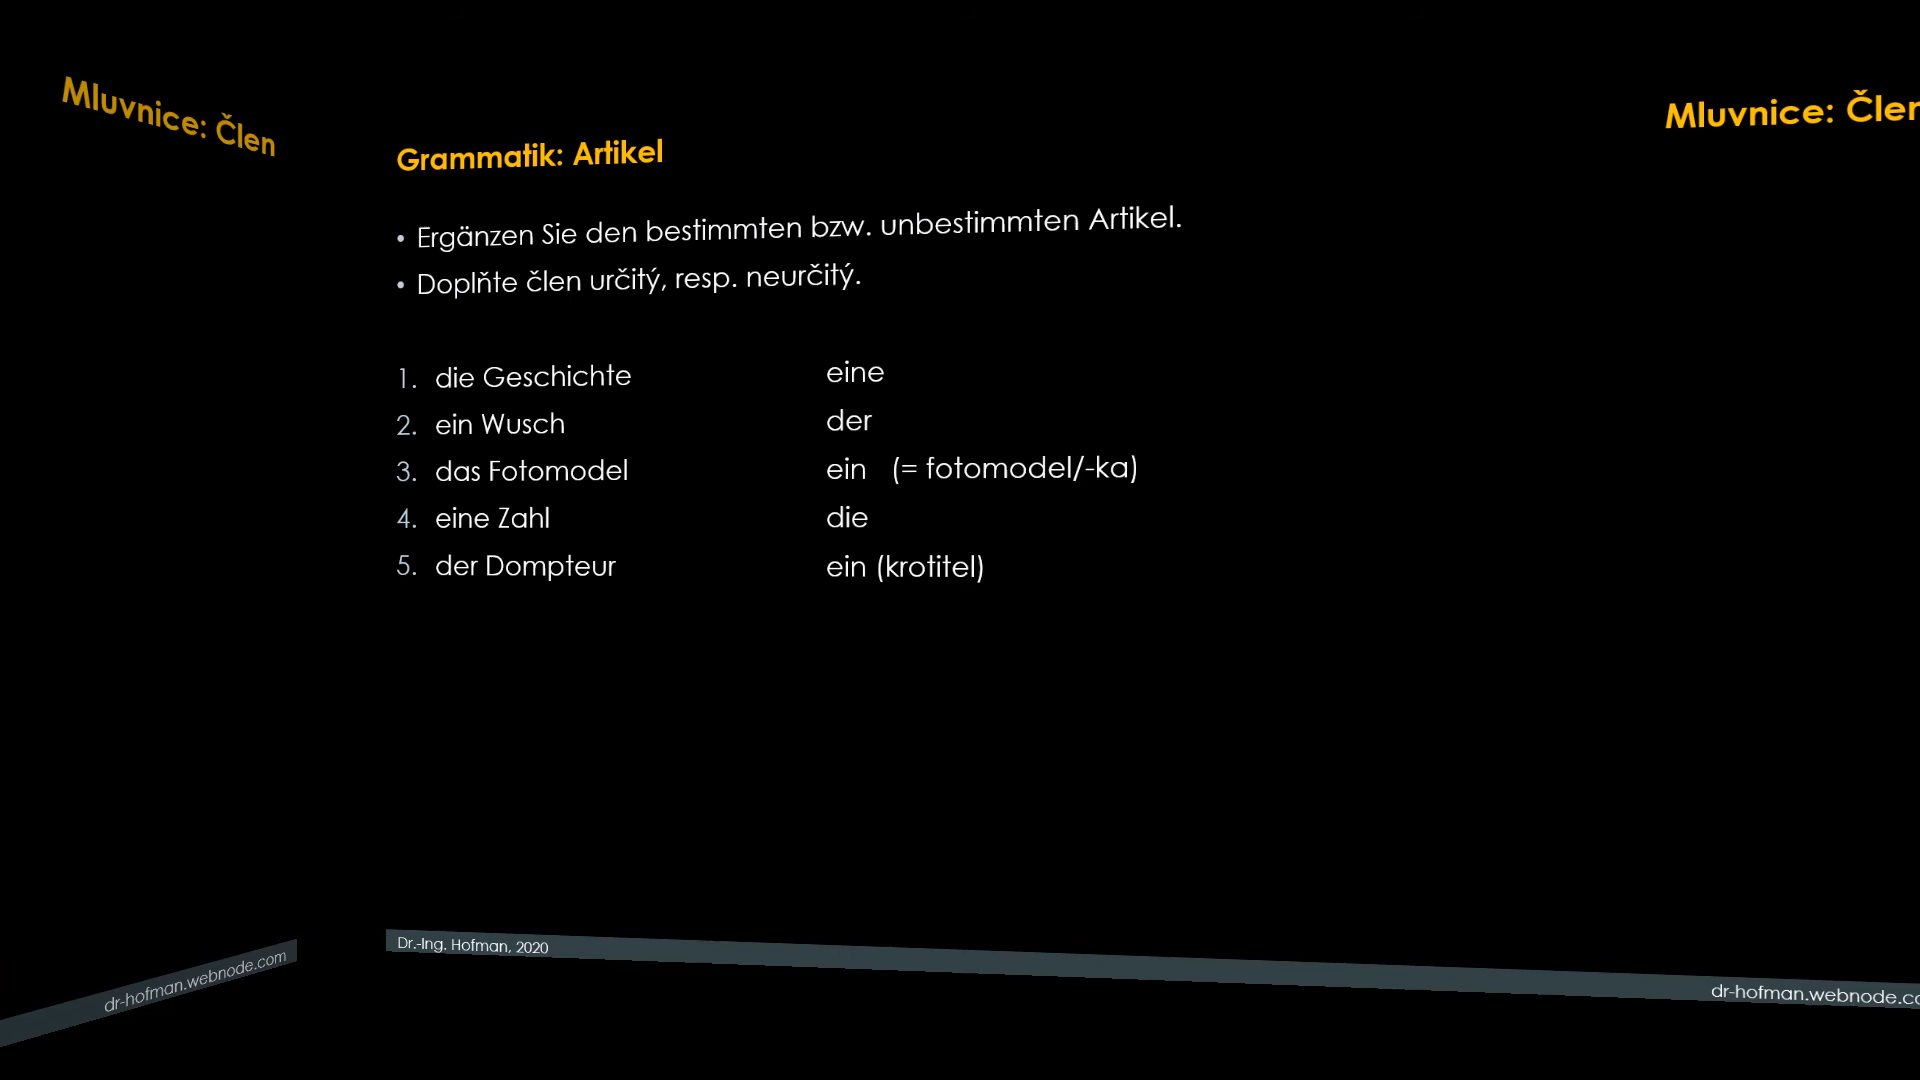 Mluvnice: Člen
Mluvnice: Člen
Grammatik: Artikel
• Ergänzen Sie den bestimmten bzw. unbestimmten Artikel.
• Doplňte člen určitý, resp. neurčitý.
1. die Geschichte eine
2. ein Wusch der
3. das Fotomodel ein (= fotomodel/-ka)
4. eine Zahl die
5. der Dompteur ein (krotitel)
Dr.-Ing. Hofman, 2020
dr-hofman.webnode.com
dr-hofman.webnode.co